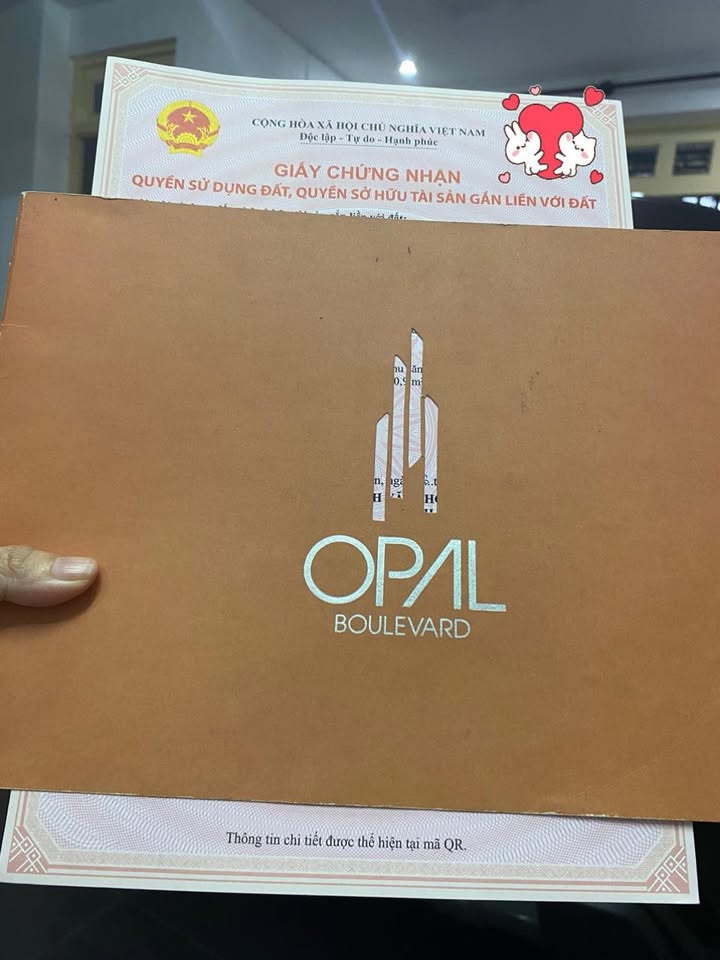 CỘNG HÒA XÃ HỘI CHỦ NGHĨA VIỆT NAM
Độc lập - Tự do - Hạnh phúc
GIẤY CHỨNG NHẬN
QUYỀN SỬ DỤNG ĐẤT, QUYỀN SỞ HỮU TÀI SẢN GẮN LIỀN VỚI ĐẤT
OPAL
BOULEVARD
Thông tin chi tiết được thể hiện tại mã QR.